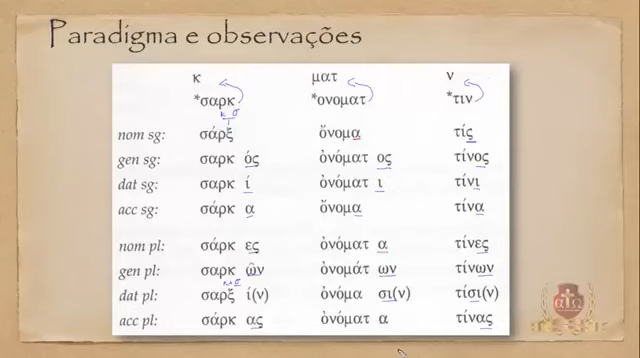 Paradigma e observações
κ ματ ν
*σαρκ *ονοματ *τιν
κ σ
nom sg: σάρξ ὄνομα τίς
gen sg: σαρκ ός ὀνόματ ος τίνος
dat sg: σαρκ ί ὀνόματ ι τίνι
acc sg: σάρκ α ὄνομα τίνα
nom pl: σάρκ ες ὀνόματ α τίνες
gen pl: σαρκ ῶν ὀνομάτ ων τίνων
κ+σ
dat pl: σαρξ ί(ν) ὀνόμα σι(ν) τίσι(ν)
acc pl: σάρκ ας ὀνόματ α τίνας